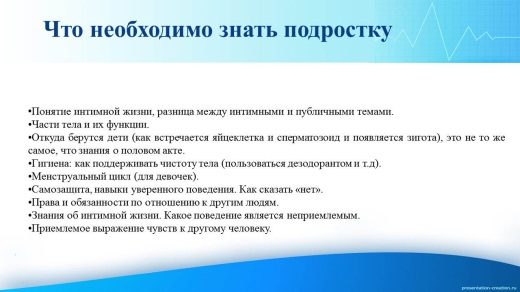 Что необходимо знать подростку
•Понятие интимной жизни, разница между интимными и публичными темами.
•Части тела и их функции.
•Откуда берутся дети (как встречается яйцеклетка и сперматозоид и появляется зигота), это не то же
самое, что знания о половом акте.
•Гигиена: как поддерживать чистоту тела (пользоваться дезодорантом и т.д).
•Менструальный цикл (для девочек).
•Самозащита, навыки уверенного поведения. Как сказать «нет».
•Права и обязанности по отношению к другим людям.
•Знания об интимной жизни. Какое поведение является неприемлемым.
•Приемлемое выражение чувств к другому человеку.
presentation-creation.ru